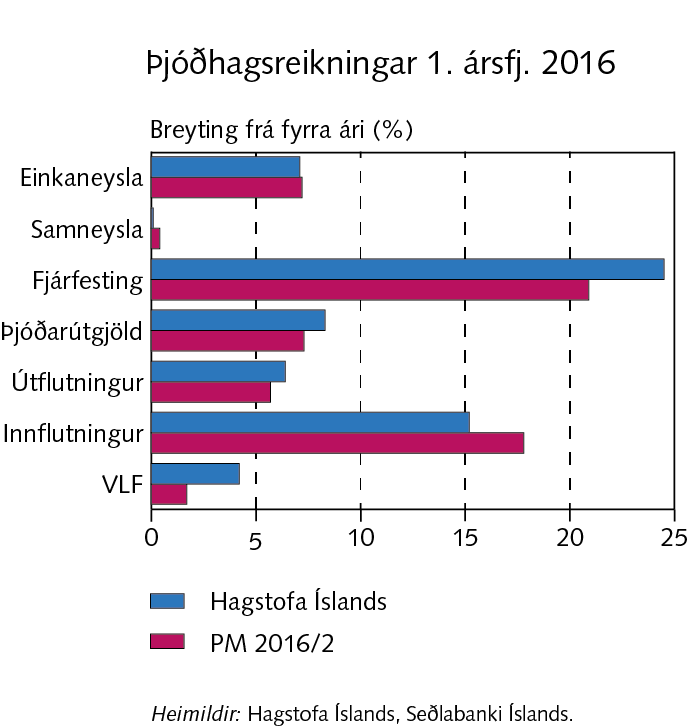 Þjóðhagsreikningar 1. ársfj. 2016
Breyting frá fyrra ári (%)
Einkaneysla
Samneysla
Fjárfesting
Þjóðarútgjöld
Útflutningur
Innflutningur
VLF
0 5 10 15 20 25
Hagstofa Íslands
PM 2016/2
Heimildir: Hagstofa Íslands, Seðlabanki Íslands.